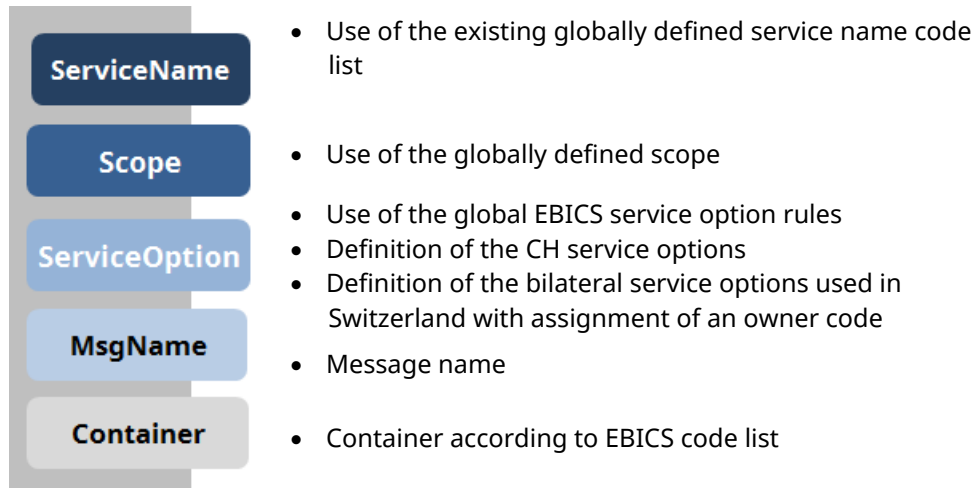 ServiceName
• Use of the existing globally defined service name code
list
Scope
• Use of the globally defined scope
ServiceOption
• Use of the global EBICS service option rules
• Definition of the CH service options
• Definition of the bilateral service options used in
Switzerland with assignment of an owner code
MsgName
• Message name
Container
• Container according to EBICS code list